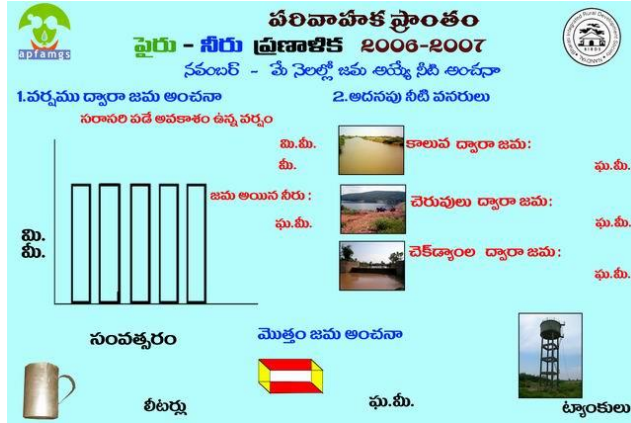 పరివాహక ప్రాంతం
apfamgs
పైరు - నీరు ప్రణాళిక 2006-2007
నవంబర్ - మే నెలల్లో జమ అయ్యే నీటి అంచనా
1.వర్షము ద్వారా జమ అంచనా
2.అదనపు నీటి వనరులు
సరాసరి పడే అవకాశం ఉన్న వర్షం
మి.మీ.
మీ.
కాలువ ద్వారా జమ:
ఘ.మీ.
జమ అయిన నీరు :
ఘ.మీ.
చెరువులు ద్వారా జమ:
ఘ.మీ.
మి.
మీ.
చెక్‌డ్యాంల ద్వారా జమ:
ఘ.మీ.
సంవత్సరం
మొత్తం జమ అంచనా
లీటర్లు
ఘ.మీ.
ట్యాంకులు